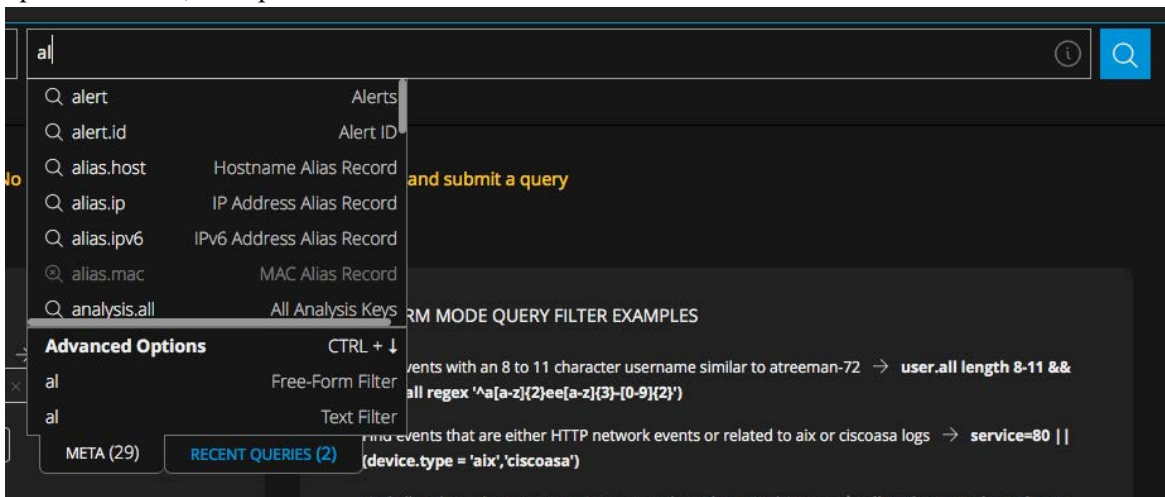 al
alert Alerts
alert.id Alert ID
alias.host Hostname Alias Record
alias.ip IP Address Alias Record
alias.ipv6 IPv6 Address Alias Record
alias.mac MAC Alias Record
analysis.all All Analysis Keys
Advanced Options CTRL + ↓
al Free-Form Filter
al Text Filter
META (29) RECENT QUERIES (2)
and submit a query
RM MODE QUERY FILTER EXAMPLES
vents with an 8 to 11 character username similar to atreeman-72 → user.all length 8-11 &&
all regex '^a[a-z]{2}ee[a-z]{3}-[0-9]{2}')
Find events that are either HTTP network events or related to aix or ciscoasa logs → service=80 ||
(device.type = 'aix','ciscoasa')